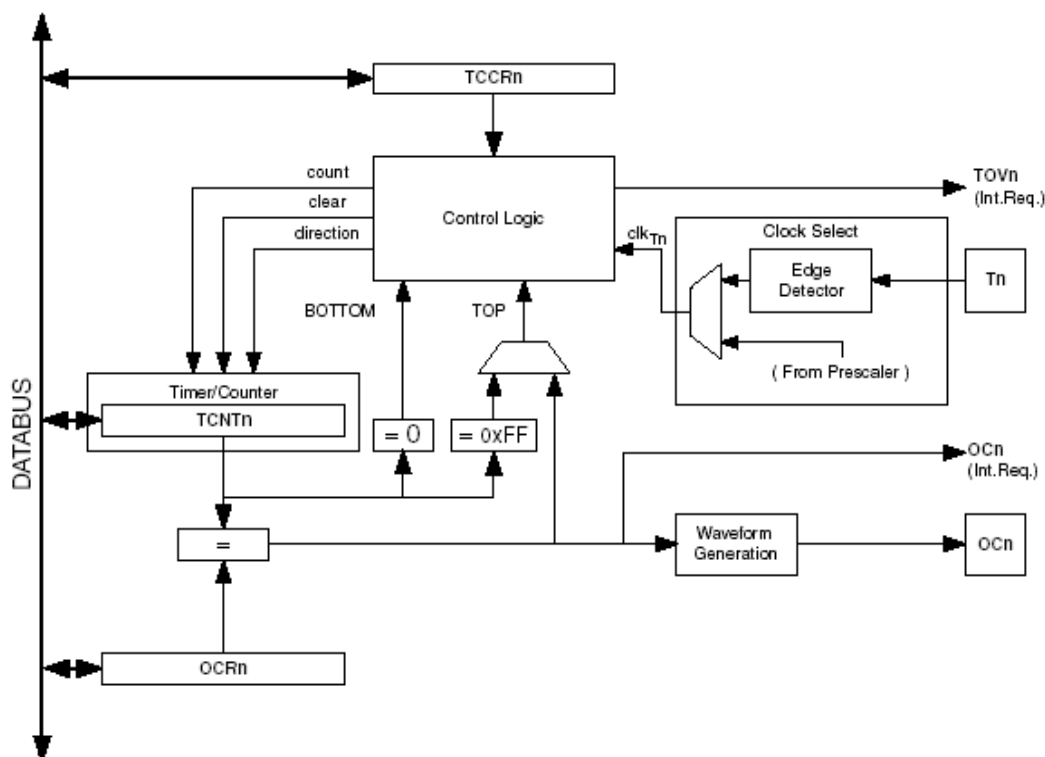 TCCRn
count
clear
direction
Control Logic
TOVn
(Int.Req.)
clkTn
Clock Select
Edge
Detector
Tn
( From Prescaler )
BOTTOM
TOP
Timer/Counter
TCNTn
= 0
= 0xFF
DATABUS
OCn
(Int.Req.)
=
Waveform
Generation
OCn
OCRn